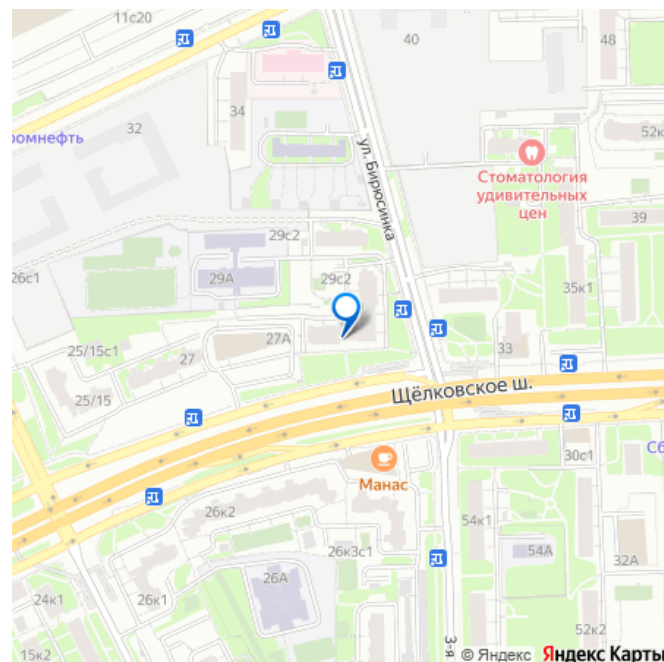 11с20
40
48
34
32
ромнефть
52к
ул. Бирюсинка
Стоматология
удивительных
цен
39
29с2
26с1
29А
29с2
35к1
27А
33
25/15с1
27
25/15
Щёлковское ш.
Сб
30с1
Манас
26к2
54к1
26к3с1
54А
32А
26А
24к1
26к1
52к2
15к2
3-я
© Яндекс Яндекс Карты